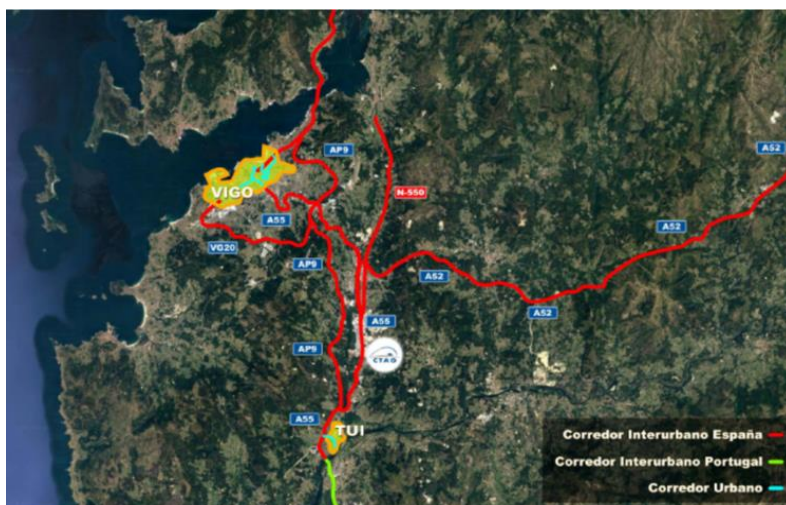 AP9
A52
N-550
VIGO
A55
VG20
A52
AP9
A52
A52
A55
AP9
CTAG
A55
TUI
Corredor Interurbano España
Corredor Interurbano Portugal
Corredor Urbano